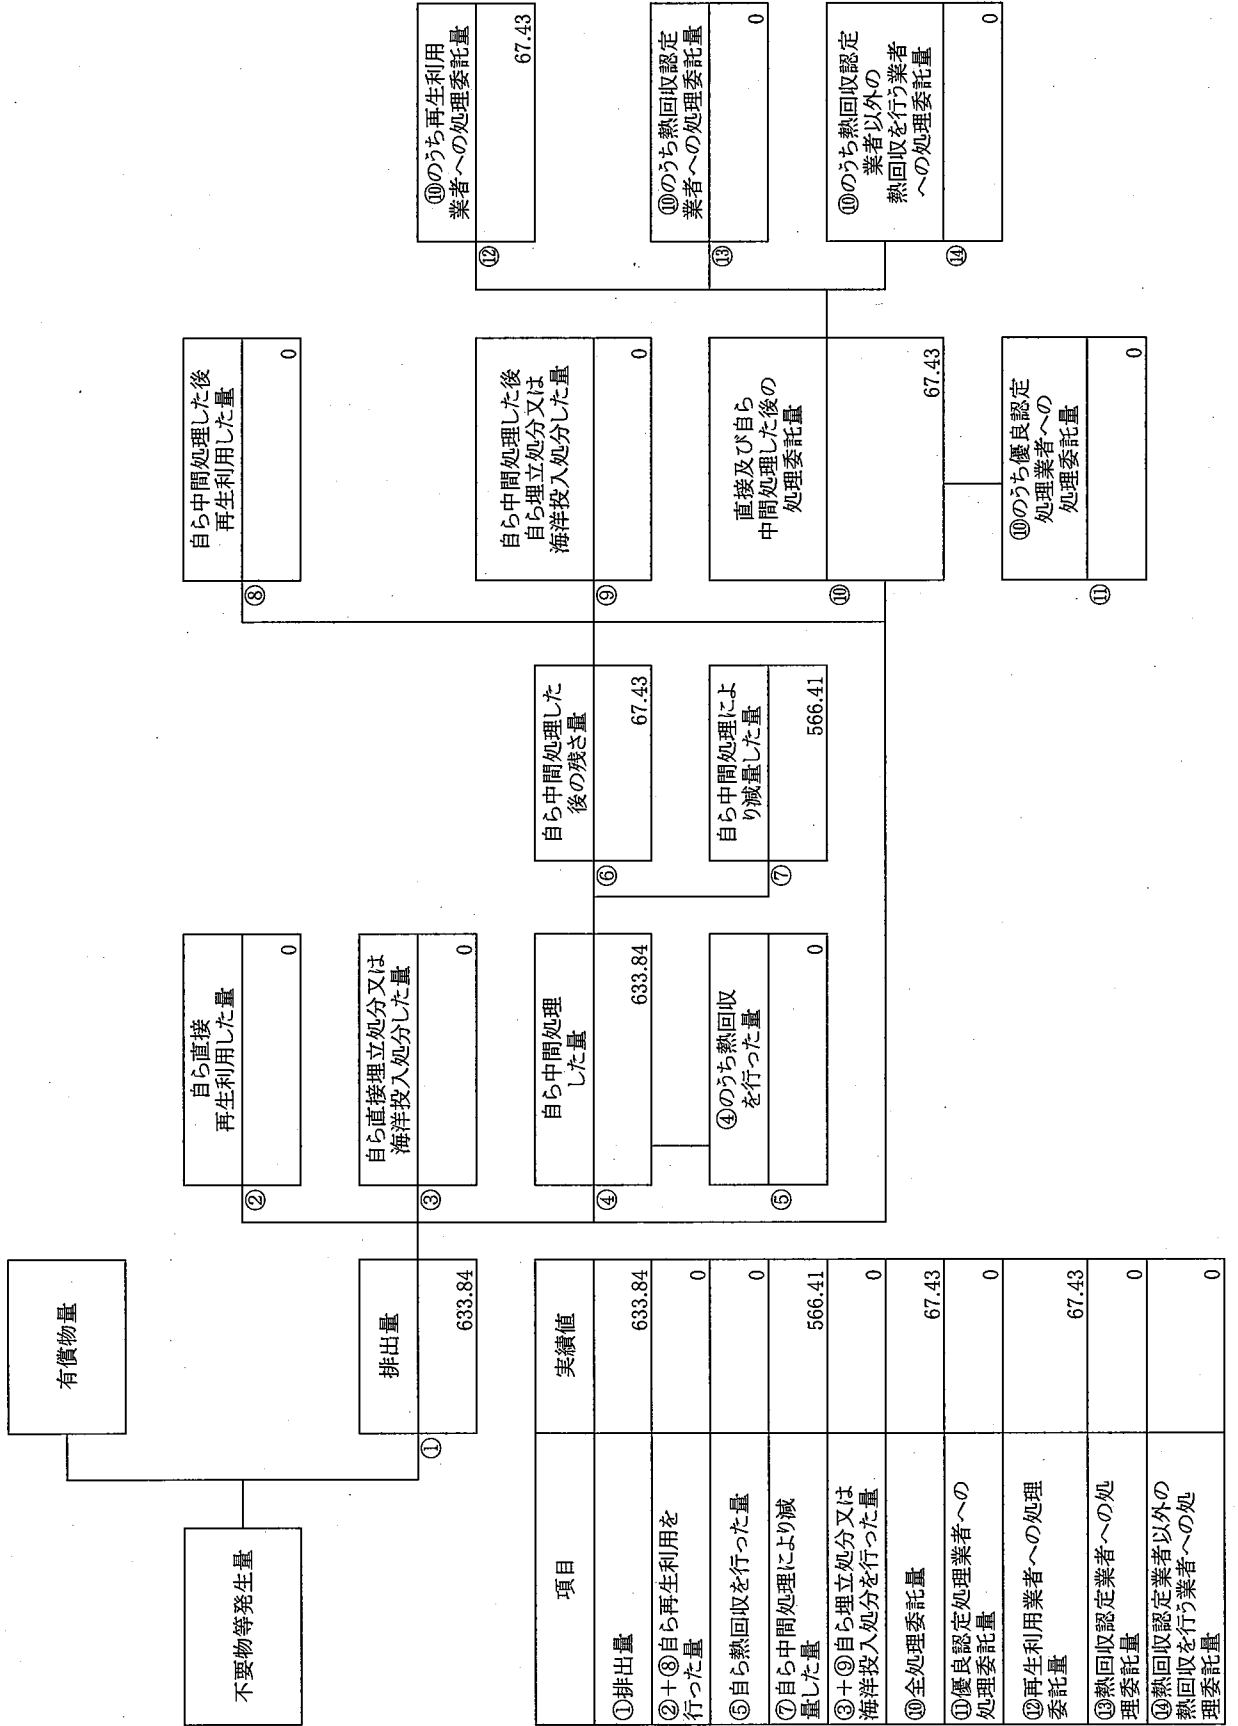 不要物等発生量
有償物量
排出量
①
633.84
自ら直接
再生利用した量
②
0
自ら直接埋立処分又は
海洋投入処分した量
③
0
自ら中間処理
した量
④
633.84
④のうち熱回収
を行った量
⑤
0
自ら中間処理した
後の残さ量
⑥
67.43
自ら中間処理によ
り減量した量
⑦
566.41
自ら中間処理した後
再生利用した量
⑧
0
自ら中間処理した後
自ら埋立処分又は
海洋投入処分した量
⑨
0
直接及び自ら
中間処理した後の
処理委託量
⑩
67.43
⑩のうち優良認定
処理業者への
処理委託量
⑪
0
⑩のうち再生利用
業者への処理委託量
⑫
67.43
⑩のうち熱回収認定
業者への処理委託量
⑬
0
⑩のうち熱回収認定
業者以外の
熱回収を行う業者
への処理委託量
⑭
0
項目 実績値
①排出量 633.84
②+⑧自ら再生利用を
行った量 0
⑤自ら熱回収を行った量 0
⑦自ら中間処理により減
量した量 566.41
③+⑨自ら埋立処分又は
海洋投入処分を行った量 0
⑩全処理委託量 67.43
⑪優良認定処理業者への
処理委託量 0
⑫再生利用業者への処理
委託量 67.43
⑬熱回収認定業者への処
理委託量 0
⑭熱回収認定業者以外の
熱回収を行う業者への処
理委託量 0